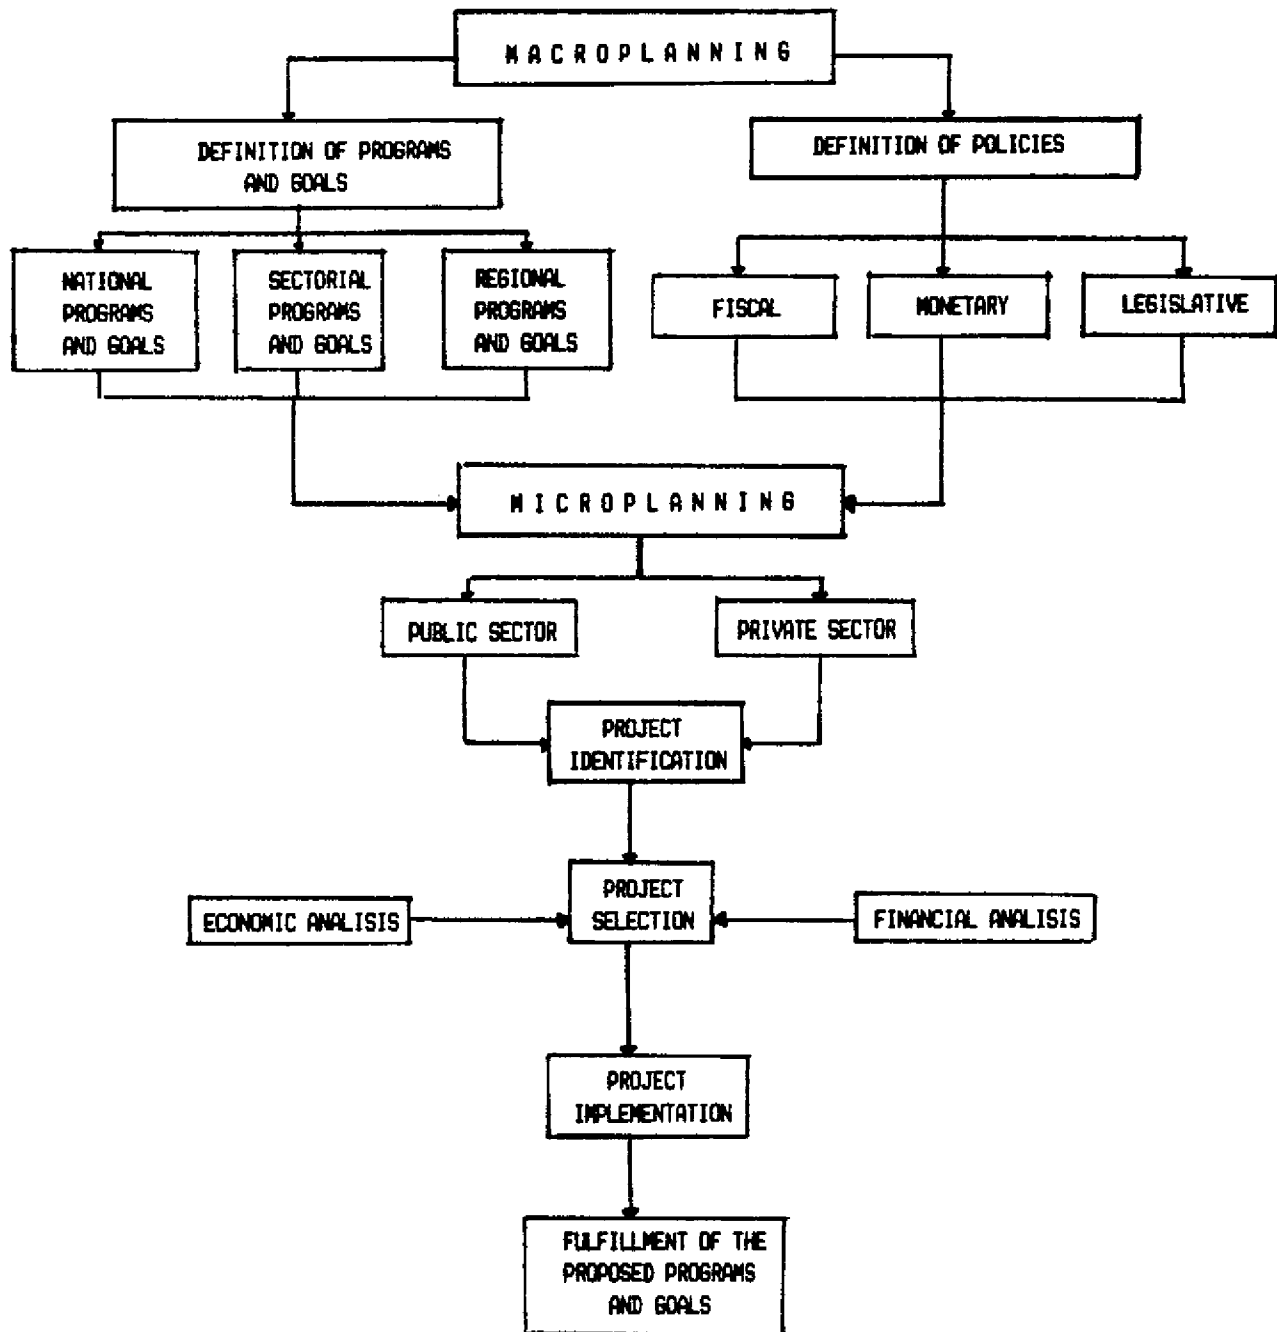 MACROPLANNING
DEFINITION OF PROGRAMS
AND GOALS
DEFINITION OF POLICIES
NATIONAL
PROGRAMS
AND GOALS
SECTORIAL
PROGRAMS
AND GOALS
REGIONAL
PROGRAMS
AND GOALS
FISCAL
MONETARY
LEGISLATIVE
MICROPLANNING
PUBLIC SECTOR
PRIVATE SECTOR
PROJECT
IDENTIFICATION
PROJECT
SELECTION
ECONOMIC ANALISIS
FINANCIAL ANALISIS
PROJECT
IMPLEMENTATION
FULFILLMENT OF THE
PROPOSED PROGRAMS
AND GOALS